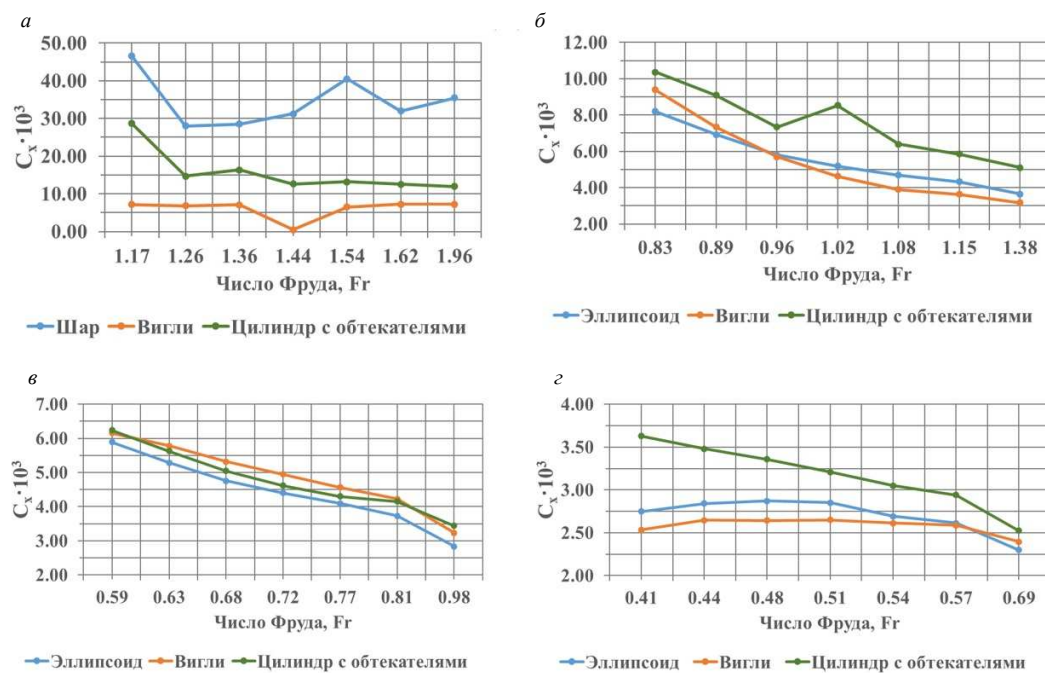 а
50.00
40.00
30.00
20.00
10.00
0.00
Cx·10³
1.17 1.26 1.36 1.44 1.54 1.62 1.96
Число Фруда, Fr
Шар Вигли Цилиндр с обтекателями
б
12.00
10.00
8.00
6.00
4.00
2.00
Cx·10³
0.83 0.89 0.96 1.02 1.08 1.15 1.38
Число Фруда, Fr
Эллипсоид Вигли Цилиндр с обтекателями
в
7.00
6.00
5.00
4.00
3.00
2.00
Cx·10³
0.59 0.63 0.68 0.72 0.77 0.81 0.98
Число Фруда, Fr
Эллипсоид Вигли Цилиндр с обтекателями
г
4.00
3.50
3.00
2.50
2.00
Cx·10³
0.41 0.44 0.48 0.51 0.54 0.57 0.69
Число Фруда, Fr
Эллипсоид Вигли Цилиндр с обтекателями